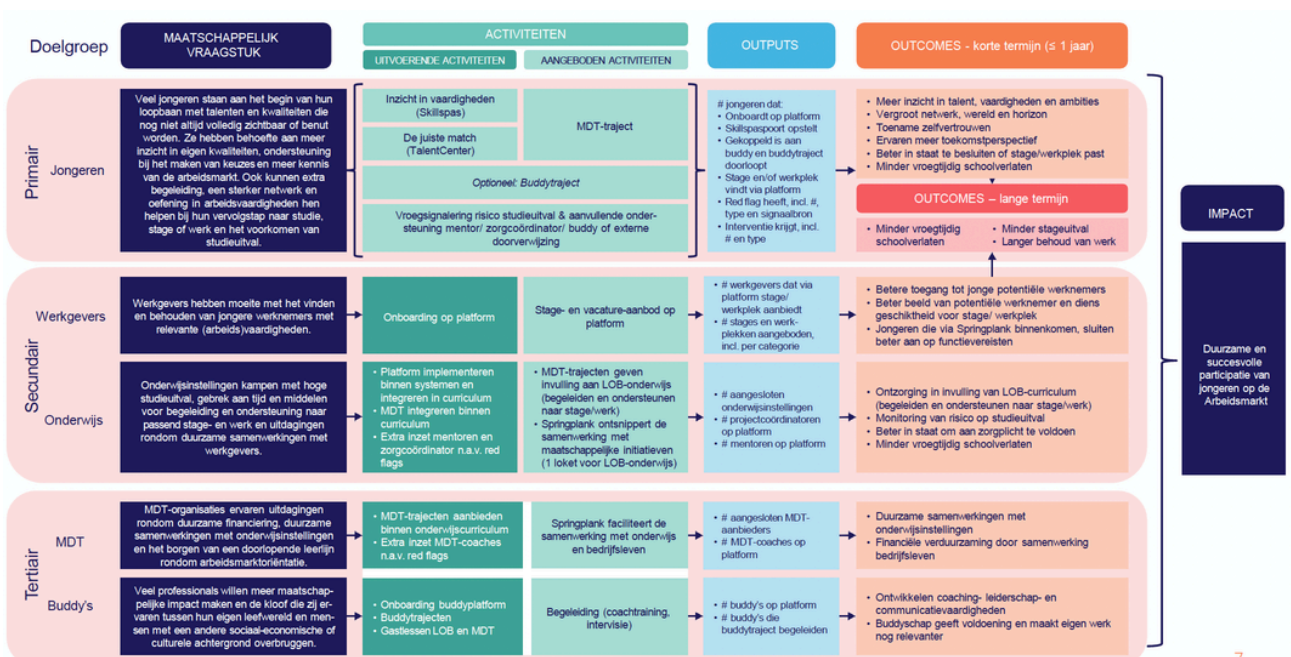 Doelgroep
MAATSCHAPPELIJK
VRAAGSTUK
ACTIVITEITEN
UITVOERENDE ACTIVITEITEN
AANGEBODEN ACTIVITEITEN
OUTPUTS
OUTCOMES - korte termijn (≤ 1 jaar)
Primair
Jongeren
Veel jongeren staan aan het begin van hun
loopbaan met talenten en kwaliteiten die
nog niet altijd volledig zichtbaar of benut
worden. Ze hebben behoefte aan meer
inzicht in eigen kwaliteiten, ondersteuning
bij het maken van keuzes en meer kennis
van de arbeidsmarkt. Ook kunnen extra
begeleiding, een sterker netwerk en
oefening in arbeidsvaardigheden hen
helpen bij hun vervolgstap naar studie,
stage of werk en het voorkomen van
studieuitval.
Inzicht in vaardigheden
(Skillspas)
De juiste match
(TalentCenter)
MDT-traject
Optioneel: Buddytraject
Vroegsignalering risico studieuitval & aanvullende onder-
steuning mentor/ zorgcoördinator/ buddy of externe
doorverwijzing
# jongeren dat:
• Onboardt op platform
• Skillspaspoort opstelt
• Gekoppeld is aan
buddy en buddytraject
doorloopt
• Stage en/of werkplek
vindt via platform
• Red flag heeft, incl. #,
type en signaalbron
• Interventie krijgt, incl.
# en type
• Meer inzicht in talent, vaardigheden en ambities
• Vergroot netwerk, wereld en horizon
• Toename zelfvertrouwen
• Ervaren meer toekomstperspectief
• Beter in staat te besluiten of stage/werkplek past
• Minder vroegtijdig schoolverlaten
OUTCOMES – lange termijn
• Minder vroegtijdig
schoolverlaten
• Minder stageuitval
• Langer behoud van werk
IMPACT
Duurzame en
succesvolle
participatie van
jongeren op de
Arbeidsmarkt
Secundair
Werkgevers
Werkgevers hebben moeite met het vinden
en behouden van jongere werknemers met
relevante (arbeids)vaardigheden.
Onboarding op platform
Stage- en vacature-aanbod op
platform
• # werkgevers dat via
platform stage/
werkplek aanbiedt
• # stages en werk-
plekken aangeboden,
incl. per categorie
• Betere toegang tot jonge potentiële werknemers
• Beter beeld van potentiële werknemer en diens
geschiktheid voor stage/ werkplek
• Jongeren die via Springplank binnenkomen, sluiten
beter aan op functievereisten
Onderwijs
Onderwijsinstellingen kampen met hoge
studieuitval, gebrek aan tijd en middelen
voor begeleiding en ondersteuning naar
passend stage- en werk en uitdagingen
rondom duurzame samenwerkingen met
werkgevers.
• Platform implementeren
binnen systemen en
integreren in curriculum
• MDT integreren binnen
curriculum
• Extra inzet mentoren en
zorgcoördinator n.a.v. red
flags
• MDT-trajecten geven
invulling aan LOB-onderwijs
(begeleiden en ondersteunen
naar stage/werk)
• Springplank ontsnippert de
samenwerking met
maatschappelijke initiatieven
(1 loket voor LOB-onderwijs)
• # aangesloten
onderwijsinstellingen
• # projectcoordinatoren
op platform
• # mentoren op platform
• Ontzorging in invulling van LOB-curriculum
(begeleiden en ondersteunen naar stage/werk)
• Monitoring van risico op studieuitval
• Beter in staat om aan zorgplicht te voldoen
• Minder vroegtijdig schoolverlaten
Tertiair
MDT
MDT-organisaties ervaren uitdagingen
rondom duurzame financiering, duurzame
samenwerkingen met onderwijsinstellingen
en het borgen van een doorlopende leerlijn
rondom arbeidsmarktoriëntatie.
• MDT-trajecten aanbieden
binnen onderwijscurriculum
• Extra inzet MDT-coaches
n.a.v. red flags
Springplank faciliteert de
samenwerking met onderwijs
en bedrijfsleven
• # aangesloten MDT-
aanbieders
• # MDT-coaches op
platform
• Duurzame samenwerkingen met
onderwijsinstellingen
• Financiële verduurzaming door samenwerking
bedrijfsleven
Buddy's
Veel professionals willen meer maatschap-
pelijke impact maken en de kloof die zij er-
varen tussen hun eigen leefwereld en men-
sen met een andere sociaal-economische of
culturele achtergrond overbruggen.
• Onboarding buddyplatform
• Buddytrajecten
• Gastlessen LOB en MDT
Begeleiding (coachtraining,
intervisie)
• # buddy's op platform
• # buddy's die
buddytraject begeleiden
• Ontwikkelen coaching- leiderschap- en
communicatievaardigheden
• Buddyschap geeft voldoening en maakt eigen werk
nog relevanter